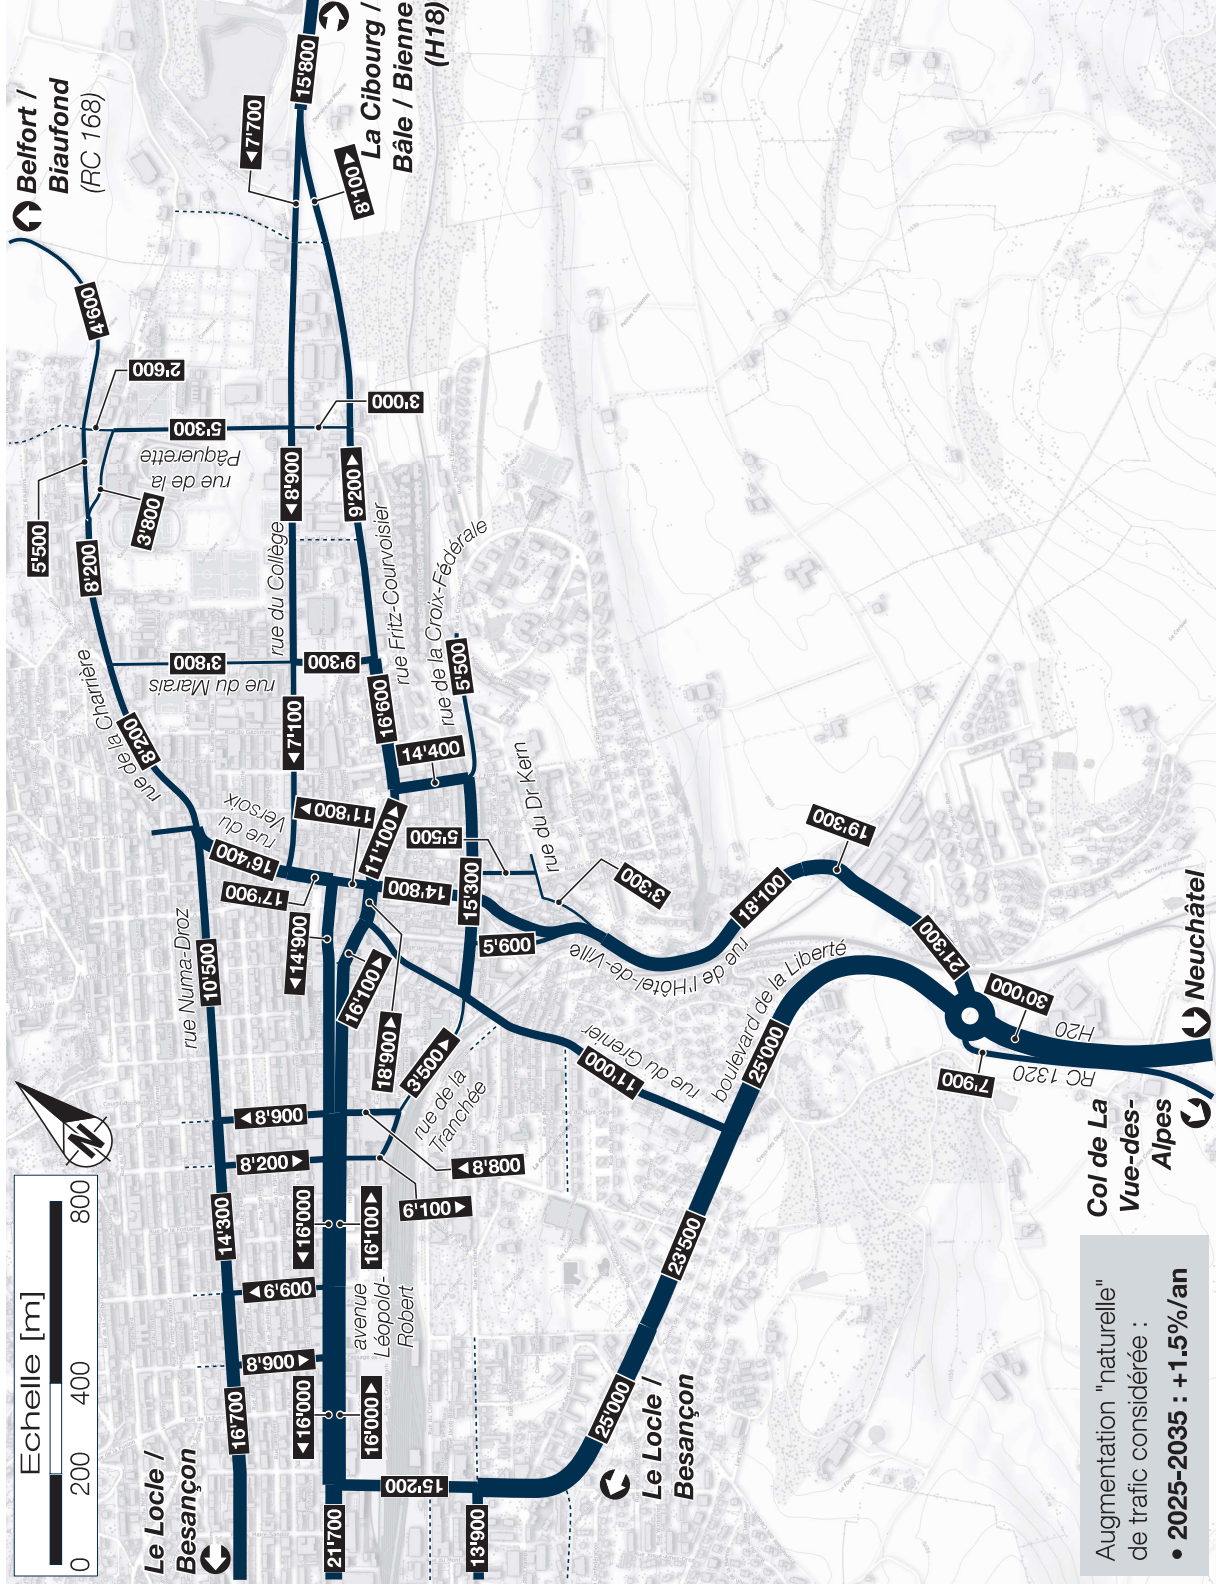 Echelle [m]
0 200 400 800
N
Le Locle /
Besançon
Belfort /
Biaufond
(RC 168)
La Cibourg /
Bâle / Bienne
(H18)
Le Locle /
Besançon
Col de La
Vue-des-
Alpes
Neuchâtel
rue Numa-Droz
rue de la Charrière
rue du
Versoix
rue du Marais
rue du Collège
rue de la
Pâquerette
rue Fritz-Courvoisier
rue de la Croix-Fédérale
rue du Dr Kern
avenue
Léopold-
Robert
rue de la
Tranchée
rue du Grenier
rue de l'Hôtel-de-Ville
boulevard de la Liberté
H20
RC 1320
16'700
14'300
10'500
16'400
8'200
8'200
5'500
3'800
2'600
4'600
5'300
3'000
◄7'700
8'100►
15'800
◄8'900
9'200►
3'800
9'300
◄7'100
16'600
14'400
5'500
11'800►
11'100►
17'900
14'800
15'300
5'500
5'600
3'300
◄14'900
16'100◄
18'900►
3'500►
◄8'600
8'200►
◄8'800
9'100◄
◄16'000
16'100►
◄9'600
8'600►
◄16'000
16'000►
21'700
15'200
13'900
25'000
23'500
25'000
11'000
18'100
19'300
21'300
30'000
7'900
Augmentation "naturelle"
de trafic considérée :
• 2025-2035 : +1.5%/an